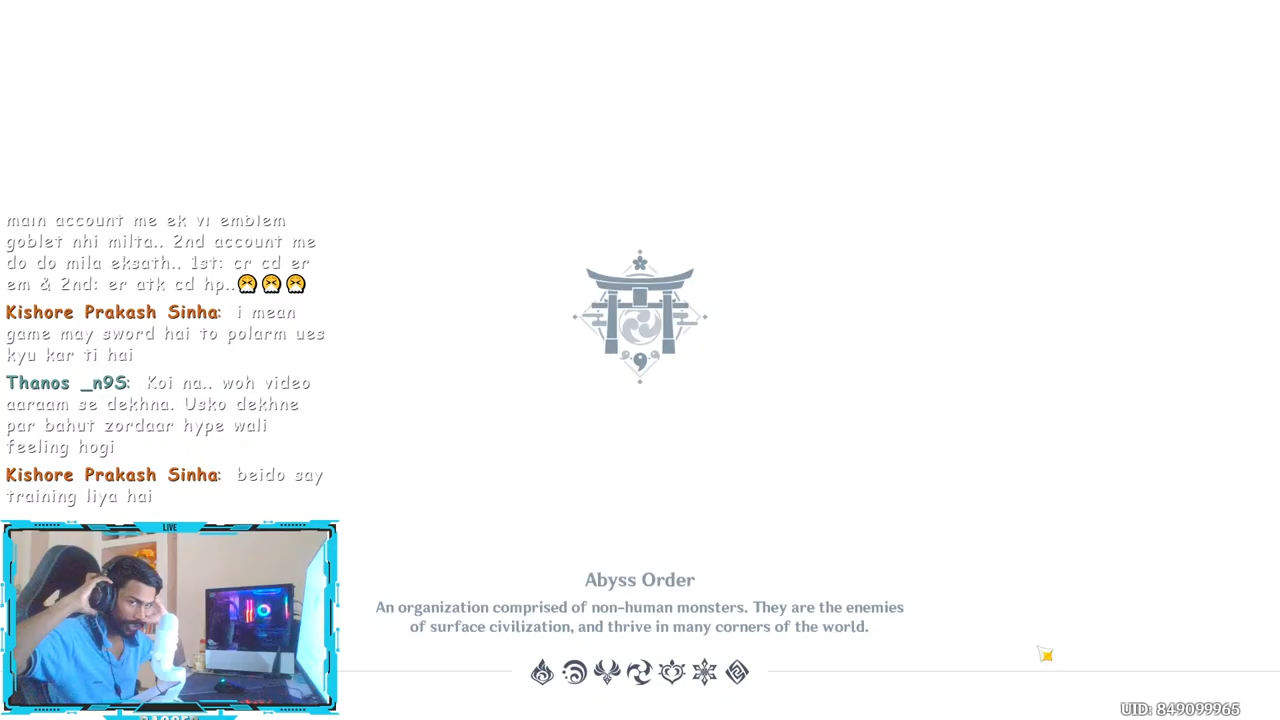 main account me ek vi emblem
goblet nhi milta.. 2nd account me
do do mila eksath.. 1st: cr cd er
em & 2nd: er atk cd hp..
Kishore Prakash Sinha: i mean
game may sword hai to polarm ues
kyu kar ti hai
Thanos _n9S: Koi na.. woh video
aaraam se dekhna. Usko dekhne
par bahut zordaar hype wali
feeling hogi
Kishore Prakash Sinha: beido say
training liya hai
LIVE
Abyss Order
An organization comprised of non-human monsters. They are the enemies
of surface civilization, and thrive in many corners of the world.
UID: 849099965